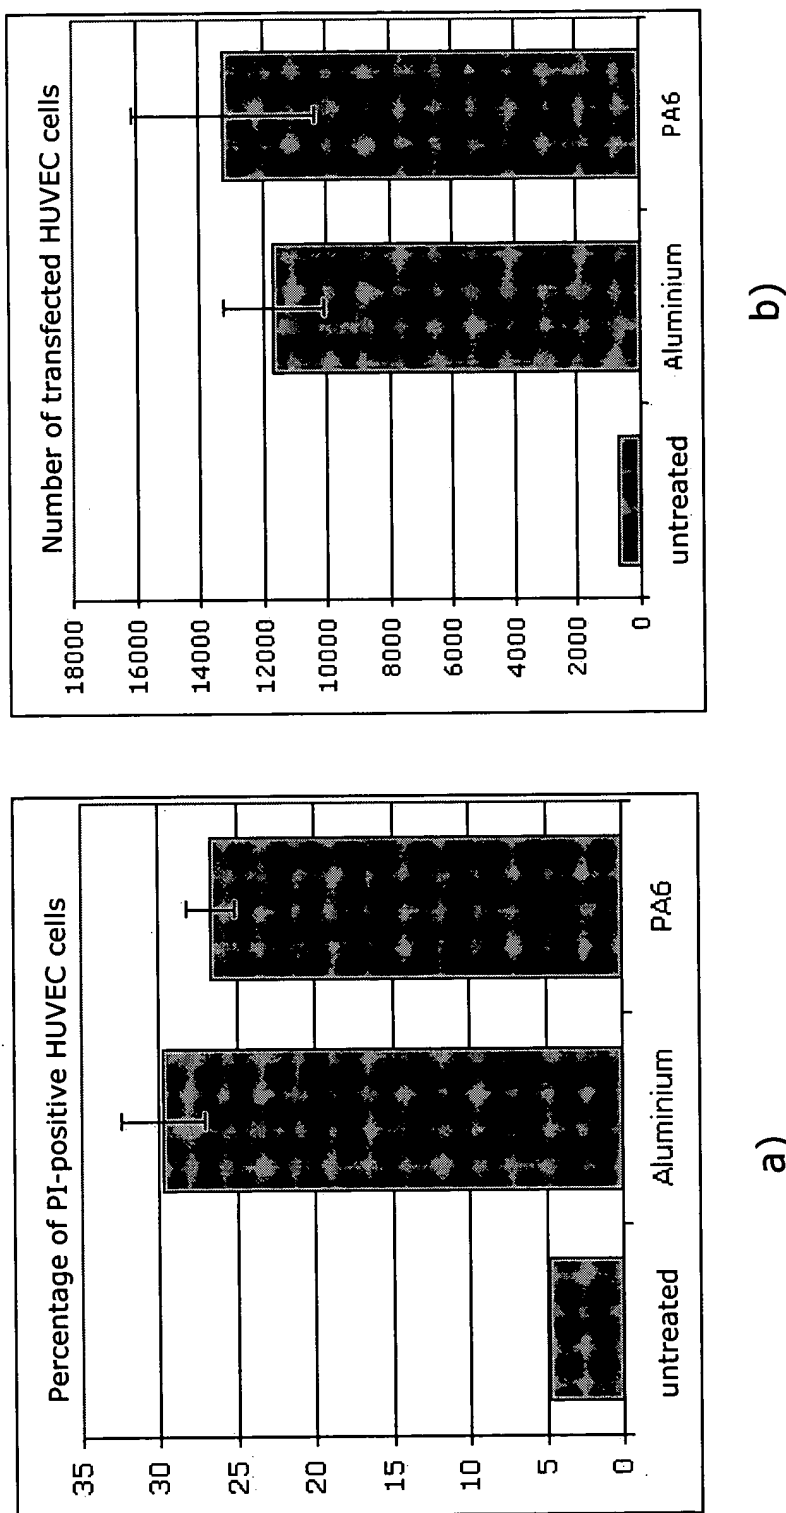 Percentage of PI-positive HUVEC cells
35
30
25
20
15
10
5
0
untreated
Aluminium
PA6
a)
Number of transfected HUVEC cells
18000
16000
14000
12000
10000
8000
6000
4000
2000
0
untreated
Aluminium
PA6
b)